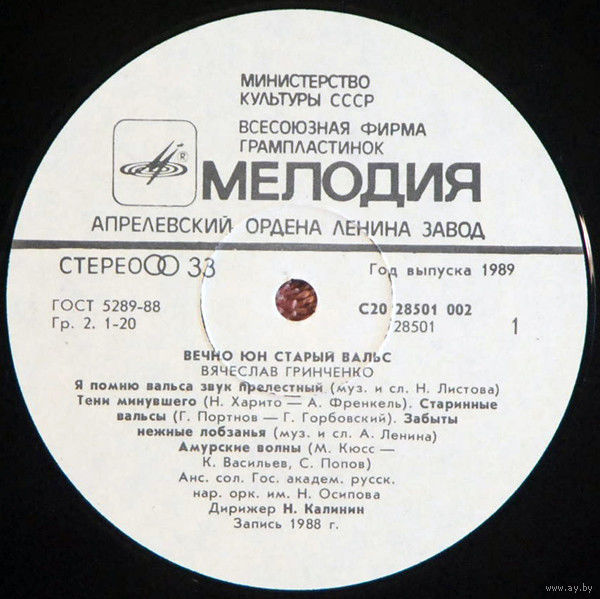 МИНИСТЕРСТВО
КУЛЬТУРЫ СССР
ВСЕСОЮЗНАЯ ФИРМА
ГРАМПЛАСТИНОК
®
МЕЛОДИЯ
АПРЕЛЕВСКИЙ ОРДЕНА ЛЕНИНА ЗАВОД
СТЕРЕО 33
Год выпуска 1989
ГОСТ 5289-88
Гр. 2. 1-20
С20 28501 002
28501
1
ВЕЧНО ЮН СТАРЫЙ ВАЛЬС
ВЯЧЕСЛАВ ГРИНЧЕНКО
Я помню вальса звук прелестный (муз. и сл. Н. Листова)
Тени минувшего (Н. Харито — А. Френкель). Старинные
вальсы (Г. Портнов — Г. Горбовский). Забыты
нежные лобзанья (муз. и сл. А. Ленина)
Амурские волны (М. Кюсс —
К. Васильев, С. Попов)
Анс. сол. Гос. академ. русск.
нар. орк. им. Н. Осипова
Дирижер Н. Калинин
Запись 1988 г.
www.ay.by